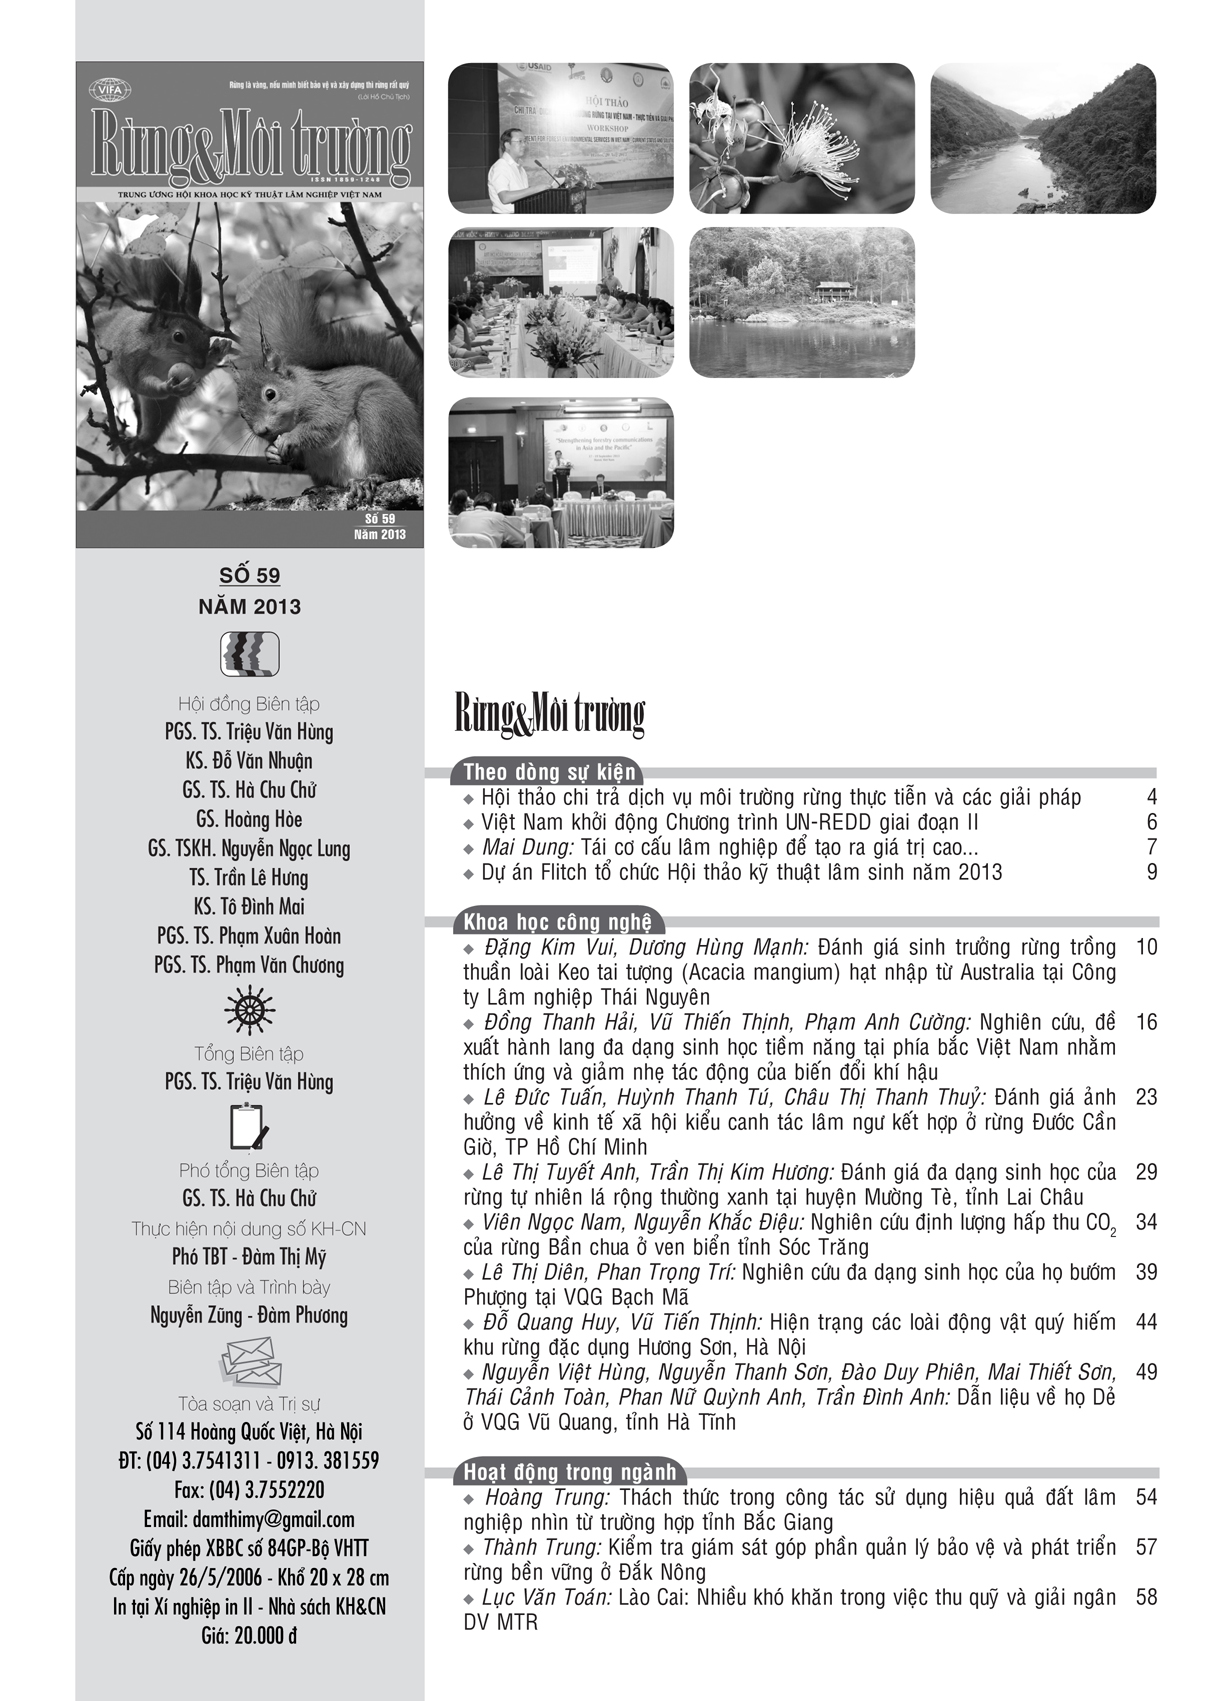 VIFA
Rừng là vàng, nếu mình biết bảo vệ và xây dựng thì rừng rất quý
(Lời Hồ Chủ Tịch)
Rừng&Môi trường
ISSN 1859-1248
TRUNG ƯƠNG HỘI KHOA HỌC KỸ THUẬT LÂM NGHIỆP VIỆT NAM
Số 59
Năm 2013
SỐ 59
NĂM 2013
Hội đồng Biên tập
PGS. TS. Triệu Văn Hùng
KS. Đỗ Văn Nhuận
GS. TS. Hà Chu Chử
GS. Hoàng Hòe
GS. TSKH. Nguyễn Ngọc Lung
TS. Trần Lê Hưng
KS. Tô Đình Mai
PGS. TS. Phạm Xuân Hoàn
PGS. TS. Phạm Văn Chương
Tổng Biên tập
PGS. TS. Triệu Văn Hùng
Phó tổng Biên tập
GS. TS. Hà Chu Chử
Thực hiện nội dung số KH-CN
Phó TBT - Đàm Thị Mỹ
Biên tập và Trình bày
Nguyễn Zũng - Đàm Phương
Tòa soạn và Trị sự
Số 114 Hoàng Quốc Việt, Hà Nội
ĐT: (04) 3.7541311 - 0913. 381559
Fax: (04) 3.7552220
Email: damthimy@gmail.com
Giấy phép XBBC số 84GP-Bộ VHTT
Cấp ngày 26/5/2006 - Khổ 20 x 28 cm
In tại Xí nghiệp in II - Nhà sách KH&CN
Giá: 20.000 đ
USAID
HỘI THẢO
RỪNG TẠI VIỆT NAM - THỰC TIỄN VÀ GIẢI PHÁP
WORKSHOP
"Strengthening forestry communications
in Asia and the Pacific"
Rừng&Môi trường
Theo dòng sự kiện
◆ Hội thảo chi trả dịch vụ môi trường rừng thực tiễn và các giải pháp 4
◆ Việt Nam khởi động Chương trình UN-REDD giai đoạn II 6
◆ Mai Dung: Tái cơ cấu lâm nghiệp để tạo ra giá trị cao... 7
◆ Dự án Flitch tổ chức Hội thảo kỹ thuật lâm sinh năm 2013 9
Khoa học công nghệ
◆ Đặng Kim Vui, Dương Hùng Mạnh: Đánh giá sinh trưởng rừng trồng 10
thuần loài Keo tai tượng (Acacia mangium) hạt nhập từ Australia tại Công
ty Lâm nghiệp Thái Nguyên
◆ Đồng Thanh Hải, Vũ Thiến Thịnh, Phạm Anh Cường: Nghiên cứu, đề 16
xuất hành lang đa dạng sinh học tiềm năng tại phía bắc Việt Nam nhằm
thích ứng và giảm nhẹ tác động của biến đổi khí hậu
◆ Lê Đức Tuấn, Huỳnh Thanh Tú, Châu Thị Thanh Thuỷ: Đánh giá ảnh 23
hưởng về kinh tế xã hội kiểu canh tác lâm ngư kết hợp ở rừng Đước Cần
Giờ, TP Hồ Chí Minh
◆ Lê Thị Tuyết Anh, Trần Thị Kim Hương: Đánh giá đa dạng sinh học của 29
rừng tự nhiên lá rộng thường xanh tại huyện Mường Tè, tỉnh Lai Châu
◆ Viên Ngọc Nam, Nguyễn Khắc Điệu: Nghiên cứu định lượng hấp thu CO₂ 34
của rừng Bần chua ở ven biển tỉnh Sóc Trăng
◆ Lê Thị Diên, Phan Trọng Trí: Nghiên cứu đa dạng sinh học của họ bướm 39
Phượng tại VQG Bạch Mã
◆ Đỗ Quang Huy, Vũ Tiến Thịnh: Hiện trạng các loài động vật quý hiếm 44
khu rừng đặc dụng Hương Sơn, Hà Nội
◆ Nguyễn Việt Hùng, Nguyễn Thanh Sơn, Đào Duy Phiên, Mai Thiết Sơn, 49
Thái Cảnh Toàn, Phan Nữ Quỳnh Anh, Trần Đình Anh: Dẫn liệu về họ Dẻ
ở VQG Vũ Quang, tỉnh Hà Tĩnh
Hoạt động trong ngành
◆ Hoàng Trung: Thách thức trong công tác sử dụng hiệu quả đất lâm 54
nghiệp nhìn từ trường hợp tỉnh Bắc Giang
◆ Thành Trung: Kiểm tra giám sát góp phần quản lý bảo vệ và phát triển 57
rừng bền vững ở Đắk Nông
◆ Lục Văn Toán: Lào Cai: Nhiều khó khăn trong việc thu quỹ và giải ngân 58
DV MTR